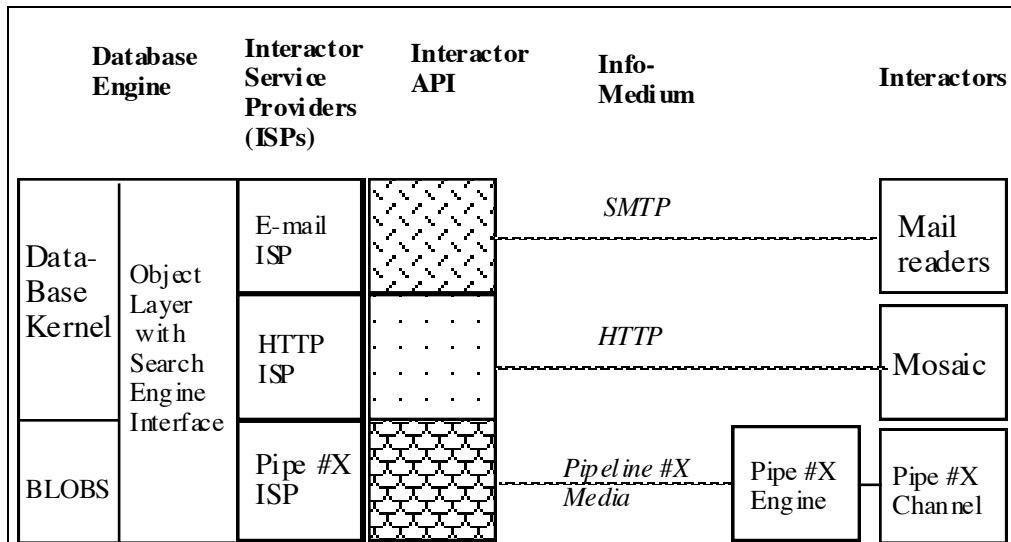 Database
Engine
Interactor
Service
Providers
(ISPs)
Interactor
API
Info-
Medium
Interactors
Data-
Base
Kernel
BLOBS
Object
Layer
with
Search
Engine
Interface
E-mail
ISP
HTTP
ISP
Pipe #X
ISP
SMTP
HTTP
Pipeline #X
Media
Pipe #X
Engine
Mail
readers
Mosaic
Pipe #X
Channel